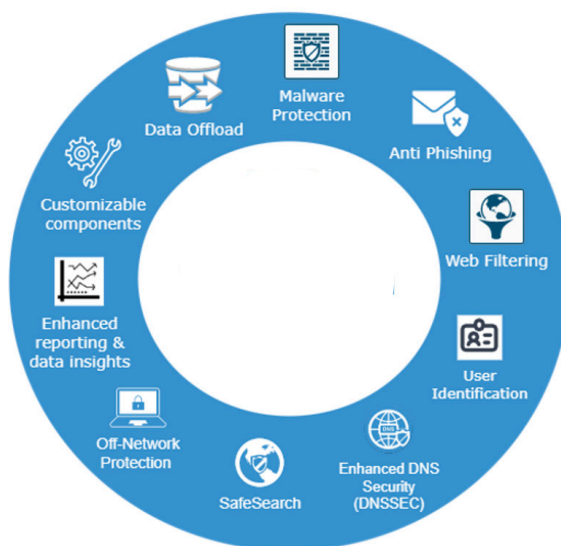 Malware
Protection
Anti Phishing
Web Filtering
User
Identification
Enhanced DNS
Security
(DNSSEC)
DNS
SafeSearch
Off-Network
Protection
Enhanced
reporting &
data insights
Customizable
components
Data Offload